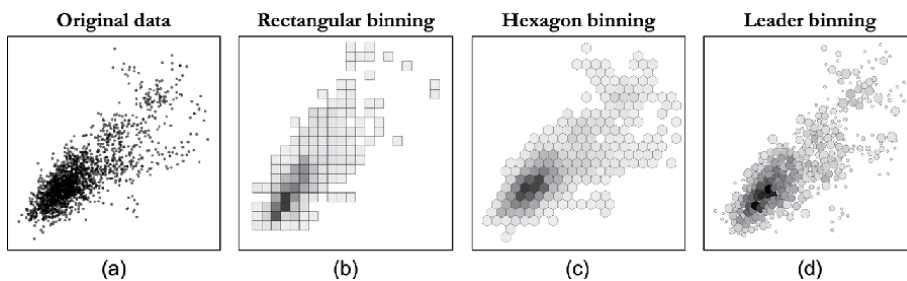 Original data
Rectangular binning
Hexagon binning
Leader binning
(a)
(b)
(c)
(d)